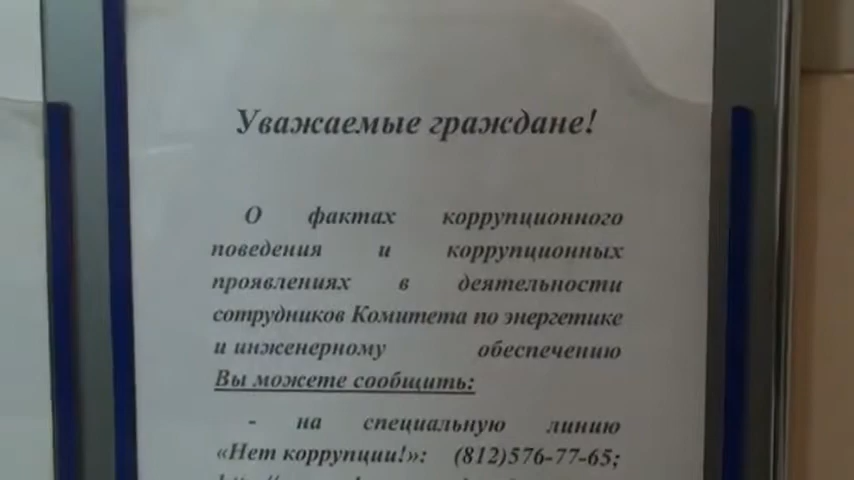 Уважаемые граждане!
О фактах коррупционного
поведения и коррупционных
проявлениях в деятельности
сотрудников Комитета по энергетике
и инженерному обеспечению
Вы можете сообщить:
- на специальную линию
«Нет коррупции!»: (812)576-77-65;